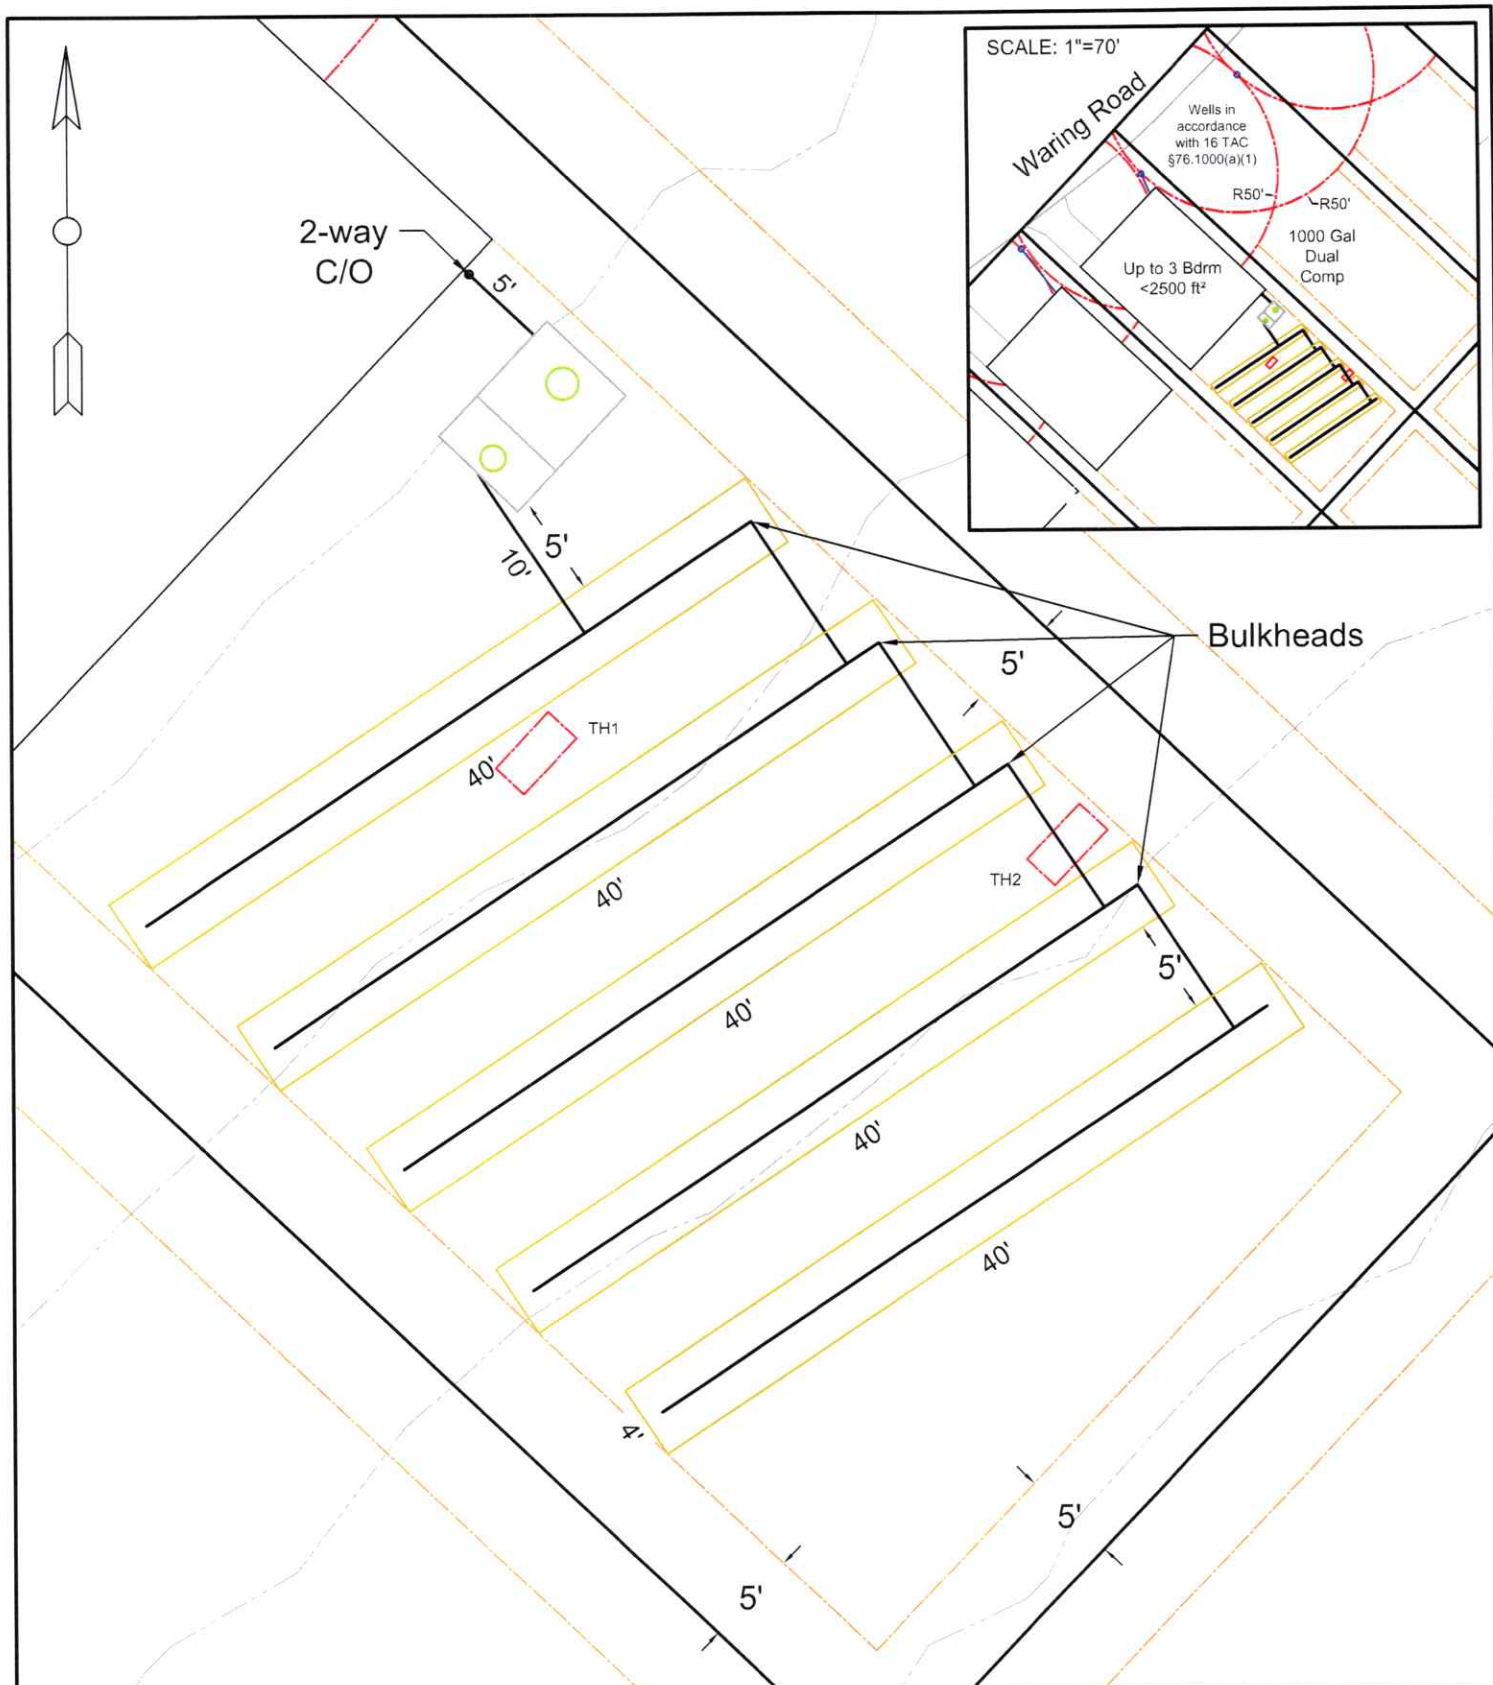 SCALE: 1"=70'
Waring Road
Wells in
accordance
with 16 TAC
§76.1000(a)(1)
R50'
R50'
1000 Gal
Dual
Comp
Up to 3 Bdrm
<2500 ft²
2-way
C/O
5'
5'
10'
Bulkheads
5'
TH1
40'
TH2
40'
5'
40'
40'
40'
4'
5'
5'